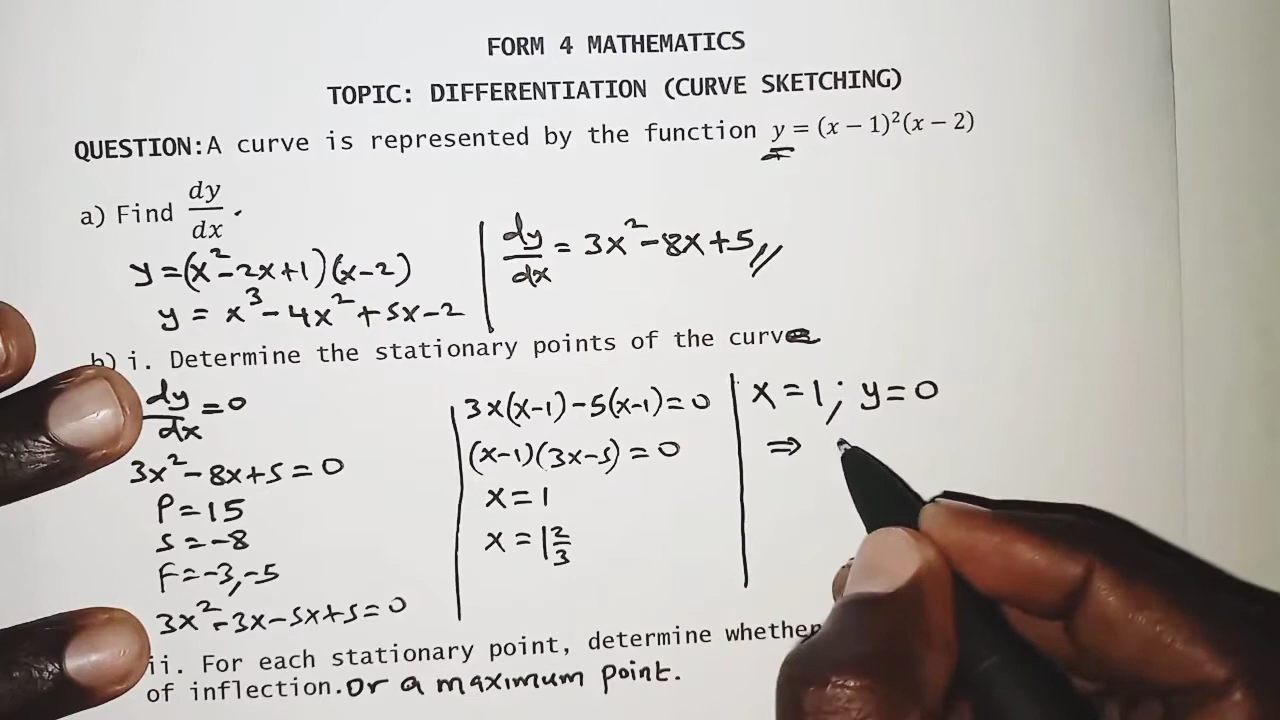 FORM 4 MATHEMATICS
TOPIC: DIFFERENTIATION (CURVE SKETCHING)
QUESTION:A curve is represented by the function y = (x − 1)²(x − 2)
a) Find dy/dx.
y=(x²-2x+1)(x-2)
y = x³-4x²+5x-2
dy/dx = 3x²-8x+5//
b) i. Determine the stationary points of the curve
dy/dx=0
3x²-8x+5=0
P=15
S=-8
F=-3,-5
3x²-3x-5x+5=0
3x(x-1)-5(x-1)=0
(x-1)(3x-5)=0
x=1
x=1 2/3
x=1; y=0
⇒
ii. For each stationary point, determine whether
of inflection. or a maximum point.